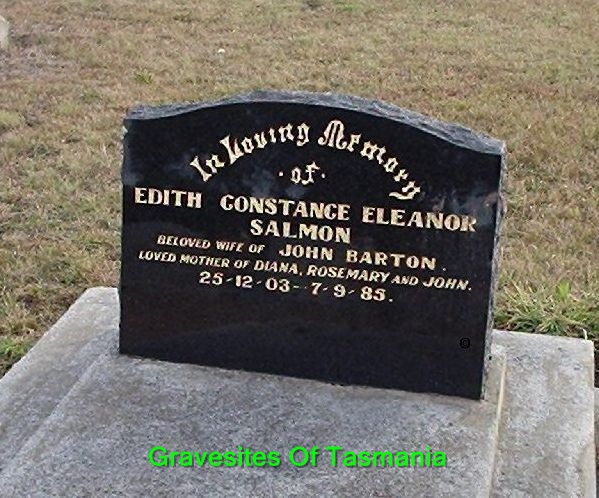 In Loving Memory
· of ·
EDITH CONSTANCE ELEANOR
SALMON
BELOVED WIFE OF JOHN BARTON.
LOVED MOTHER OF DIANA, ROSEMARY AND JOHN.
25-12-03-7-9-85.
©
Gravesites Of Tasmania